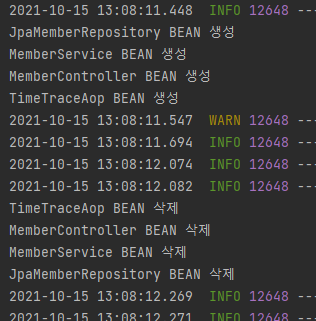 2021-10-15 13:08:11.448 INFO 12648 ---
JpaMemberRepository BEAN 생성
MemberService BEAN 생성
MemberController BEAN 생성
TimeTraceAop BEAN 생성
2021-10-15 13:08:11.547 WARN 12648 ---
2021-10-15 13:08:11.694 INFO 12648 ---
2021-10-15 13:08:12.074 INFO 12648 ---
2021-10-15 13:08:12.082 INFO 12648 ---
TimeTraceAop BEAN 삭제
MemberController BEAN 삭제
MemberService BEAN 삭제
JpaMemberRepository BEAN 삭제
2021-10-15 13:08:12.269 INFO 12648 ---
2021-10-15 13:08:12.271 INFO 12648 ---